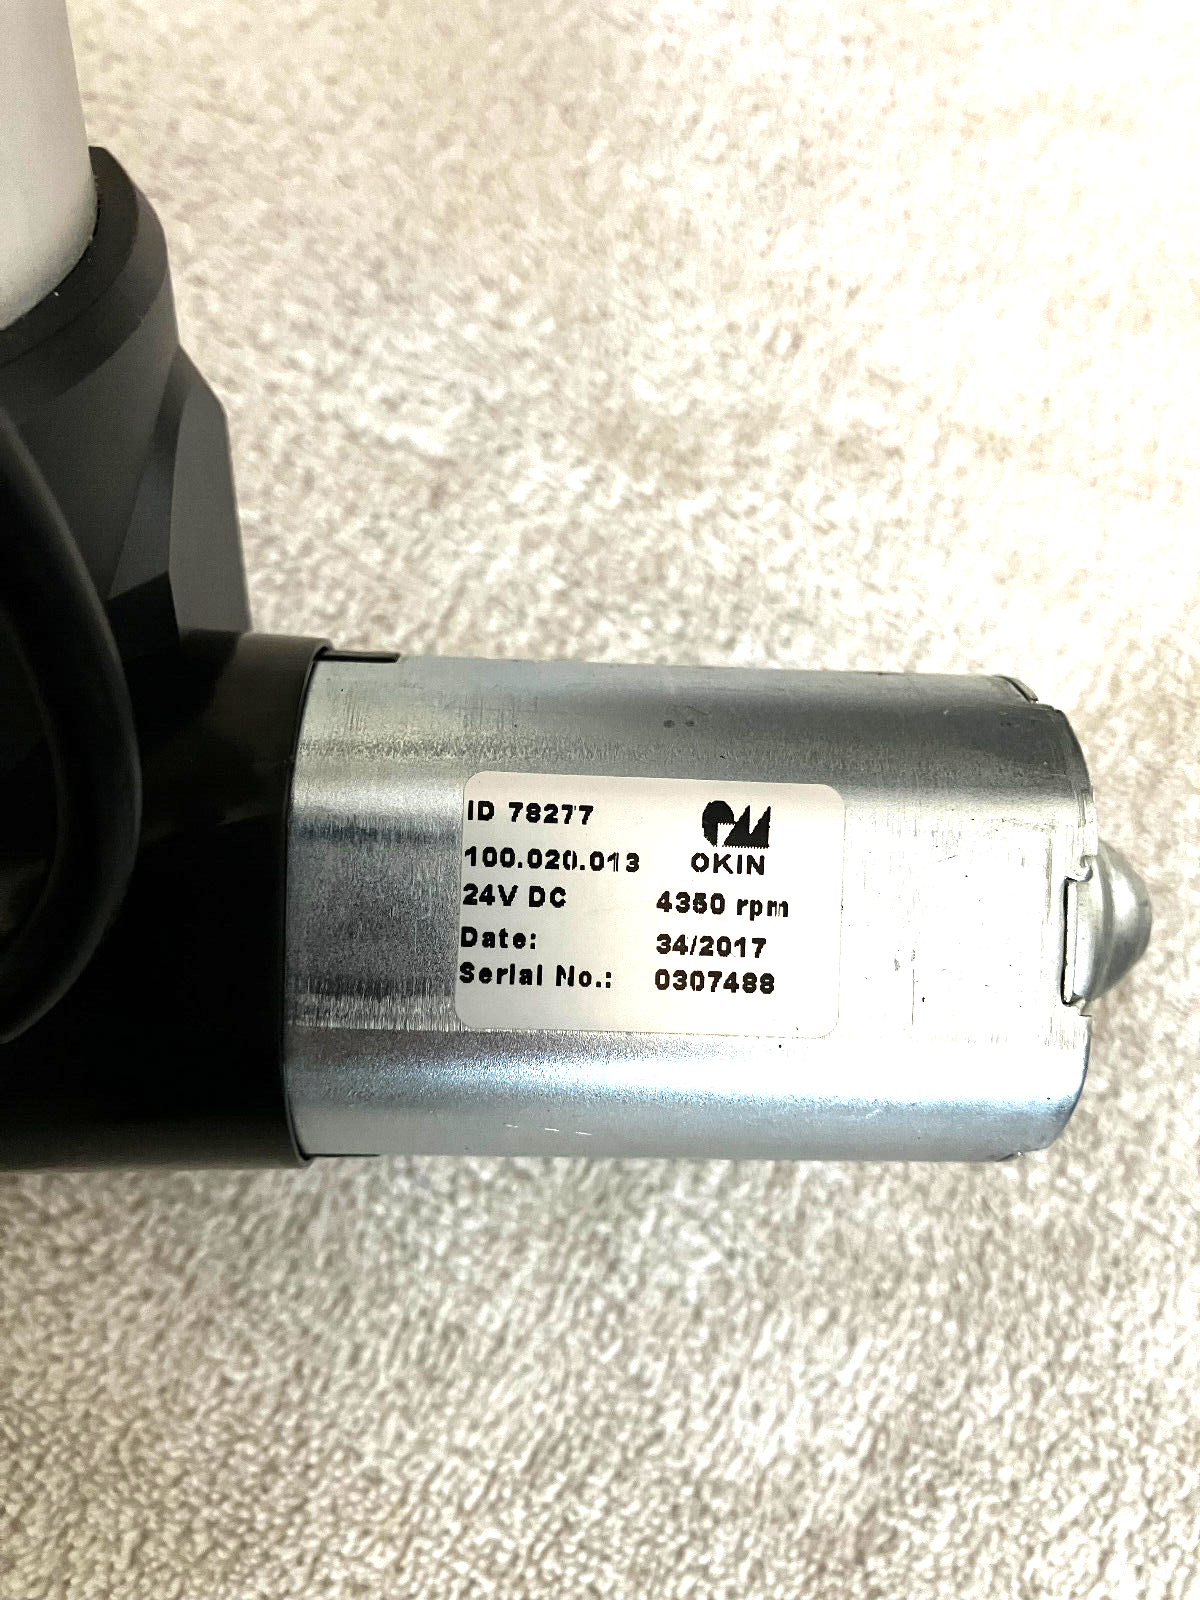 ID 78277
OKIN
100.020.013
24V DC 4350 rpm
Date: 34/2017
Serial No.: 0307488